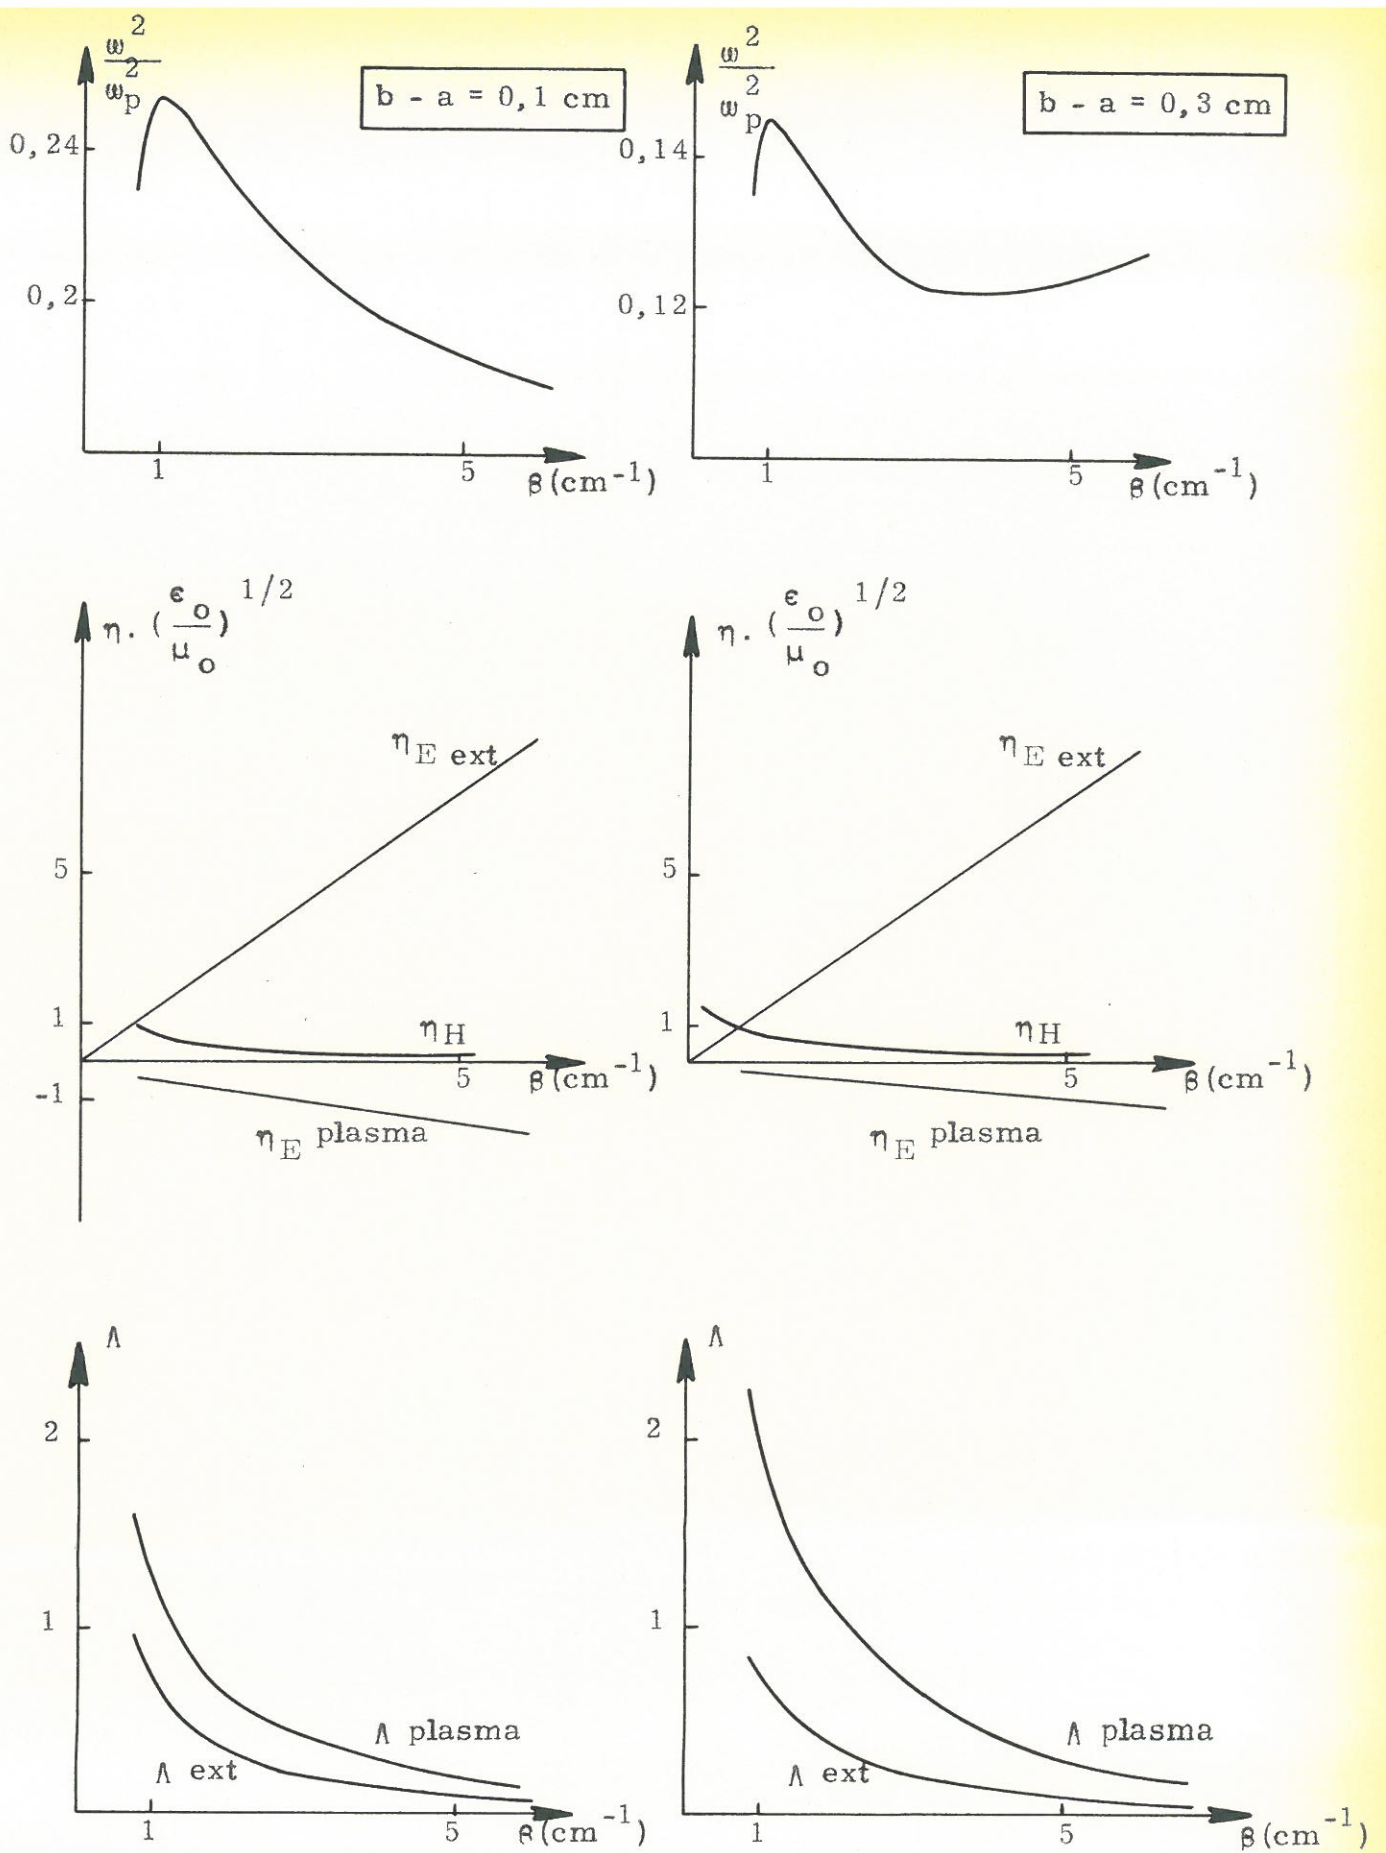 ω²/ωp²
b - a = 0,1 cm
0,24
0,2
1
5
β(cm⁻¹)
ω²/ωp²
b - a = 0,3 cm
0,14
0,12
1
5
β(cm⁻¹)
η. (εo/μo)1/2
ηE ext
5
1
ηH
5
β(cm⁻¹)
-1
ηE plasma
η. (εo/μo)1/2
ηE ext
5
1
ηH
5
β(cm⁻¹)
ηE plasma
Λ
2
1
Λ plasma
Λ ext
1
5
β(cm⁻¹)
Λ
2
1
Λ plasma
Λ ext
1
5
β(cm⁻¹)